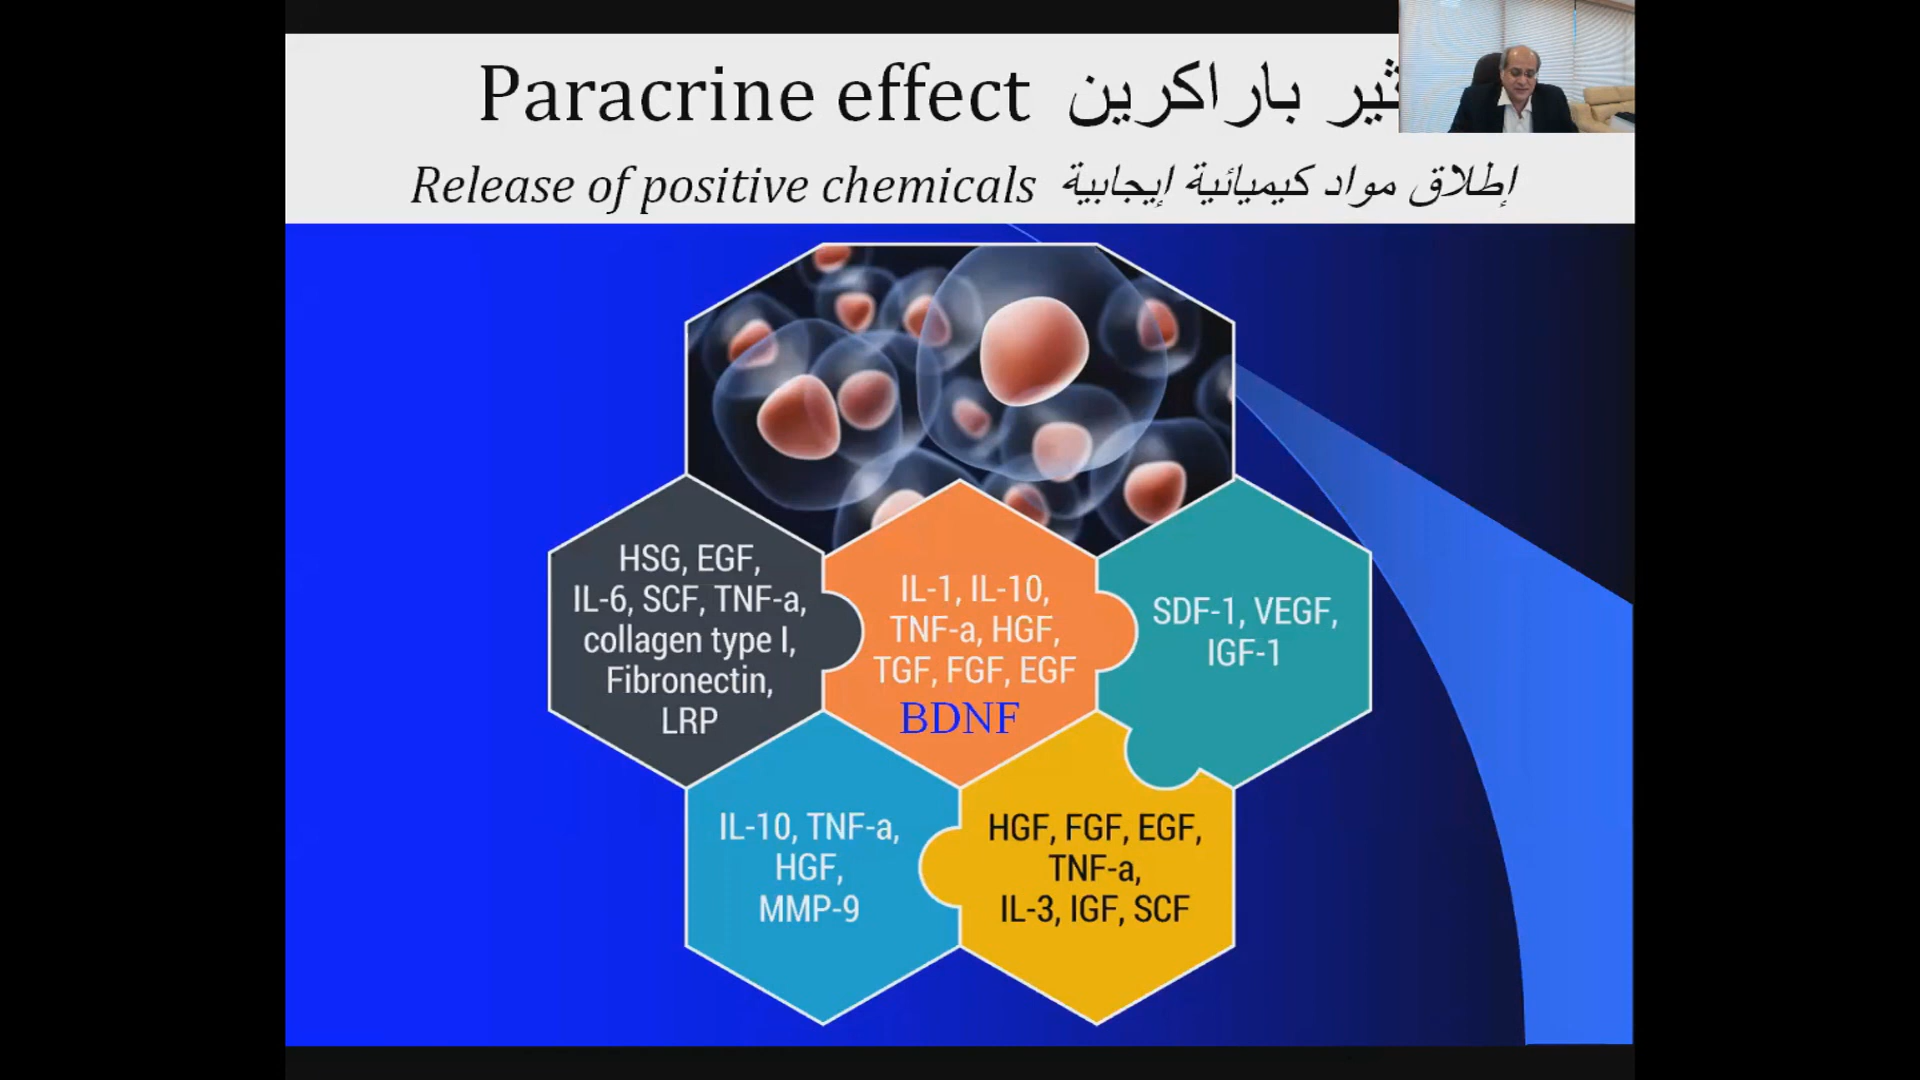 Paracrine effect باراكرين
Release of positive chemicals إطلاق مواد كيميائية إيجابية
HSG, EGF,
IL-6, SCF, TNF-a,
collagen type I,
Fibronectin,
LRP
IL-1, IL-10,
TNF-a, HGF,
TGF, FGF, EGF
BDNF
SDF-1, VEGF,
IGF-1
IL-10, TNF-a,
HGF,
MMP-9
HGF, FGF, EGF,
TNF-a,
IL-3, IGF, SCF